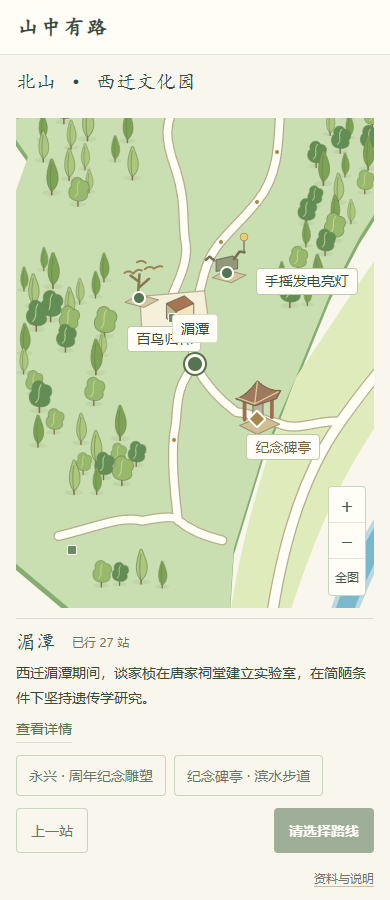 山中有路
北山 • 西迁文化园
手摇发电亮灯
湄潭
百鸟归
纪念碑亭
+
−
全图
湄潭 已行 27 站
西迁湄潭期间，谈家桢在唐家祠堂建立实验室，在简陋条
件下坚持遗传学研究。
查看详情
永兴 · 周年纪念雕塑
纪念碑亭 · 滨水步道
上一站
请选择路线
资料与说明